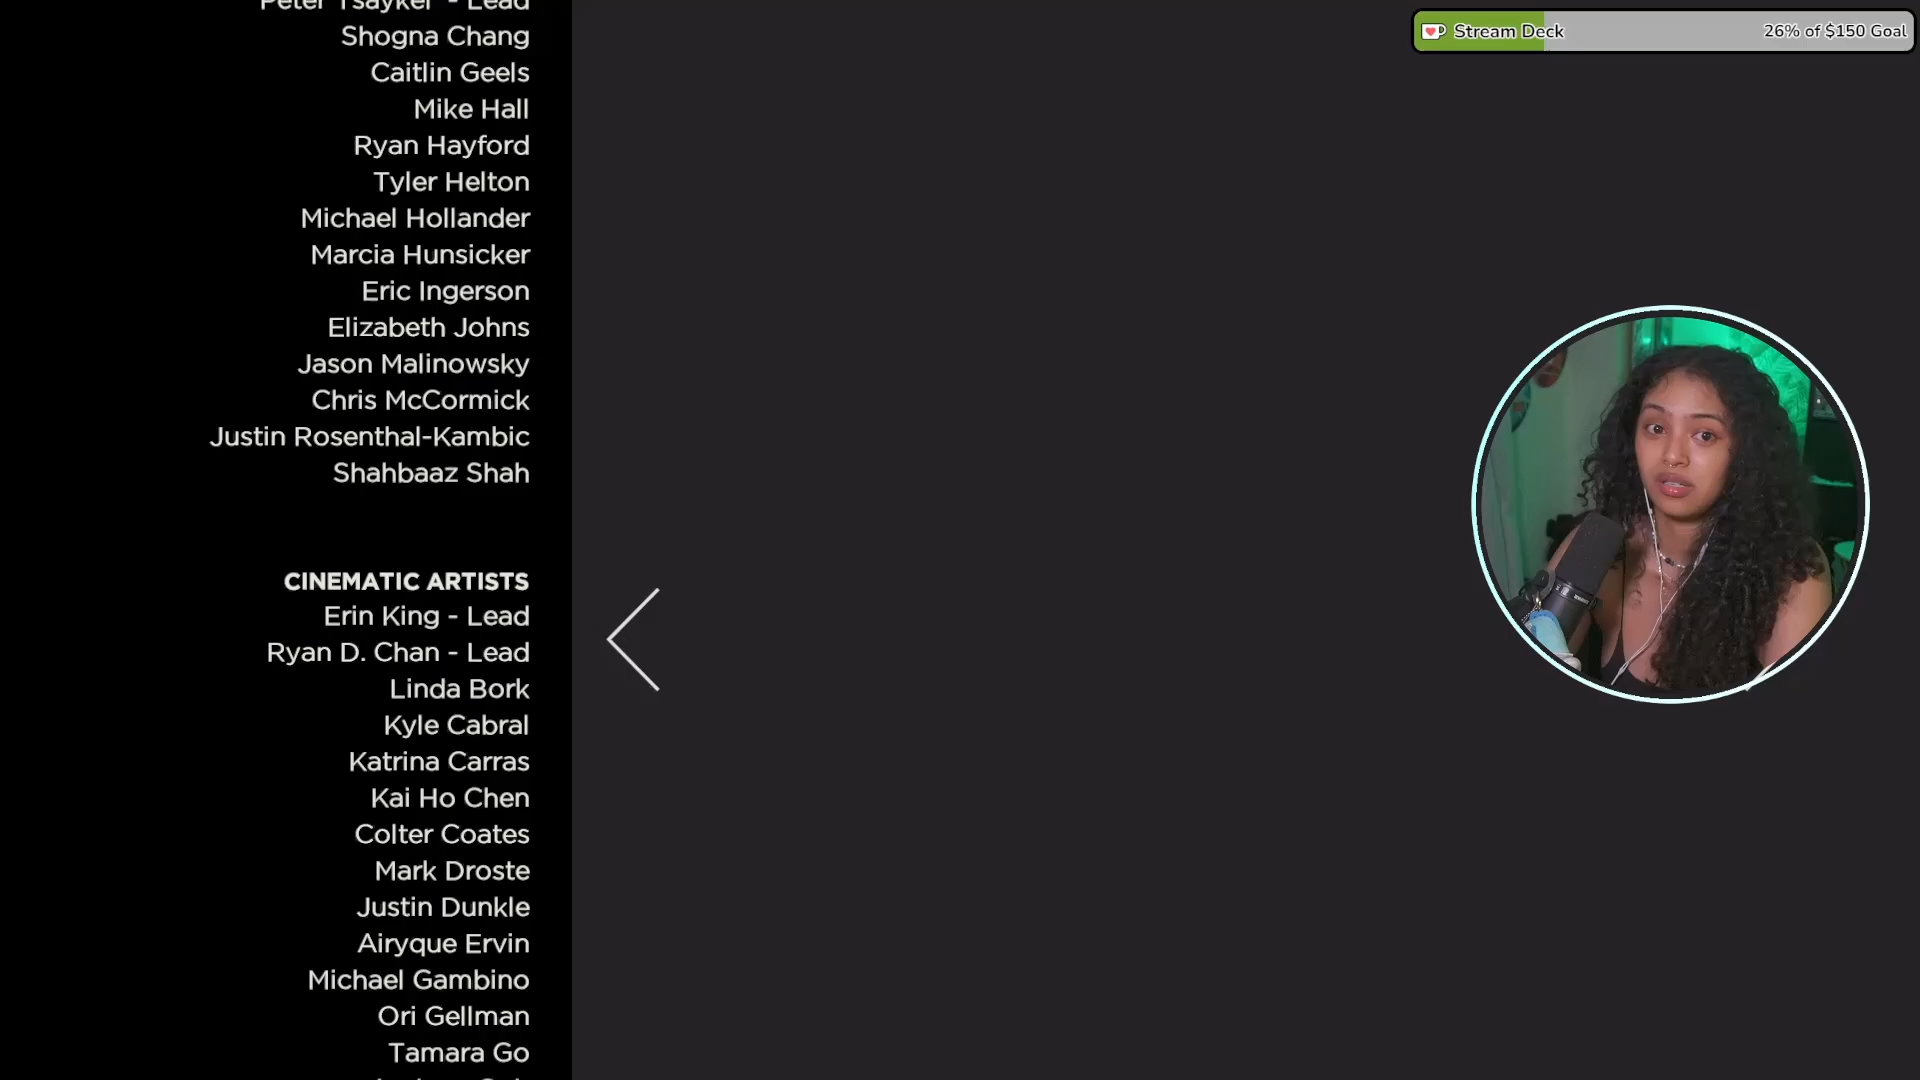 Peter Tsaykel - Lead
Shogna Chang
Caitlin Geels
Mike Hall
Ryan Hayford
Tyler Helton
Michael Hollander
Marcia Hunsicker
Eric Ingerson
Elizabeth Johns
Jason Malinowsky
Chris McCormick
Justin Rosenthal-Kambic
Shahbaaz Shah
CINEMATIC ARTISTS
Erin King - Lead
Ryan D. Chan - Lead
Linda Bork
Kyle Cabral
Katrina Carras
Kai Ho Chen
Colter Coates
Mark Droste
Justin Dunkle
Airyque Ervin
Michael Gambino
Ori Gellman
Tamara Go
Stream Deck
26% of $150 Goal